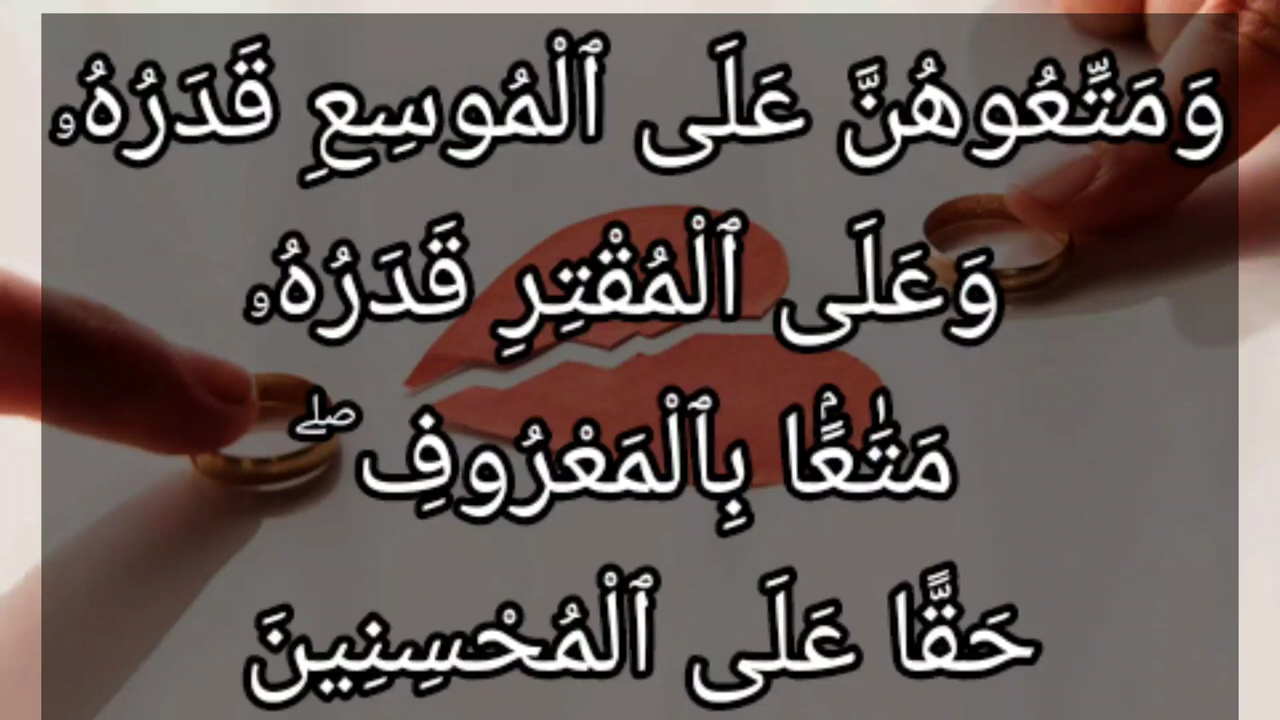 وَمَتِّعُوهُنَّ عَلَى ٱلْمُوسِعِ قَدَرُهُۥ
وَعَلَى ٱلْمُقْتِرِ قَدَرُهُۥ
مَتَٰعًۢا بِٱلْمَعْرُوفِ ۖ
حَقًّا عَلَى ٱلْمُحْسِنِينَ